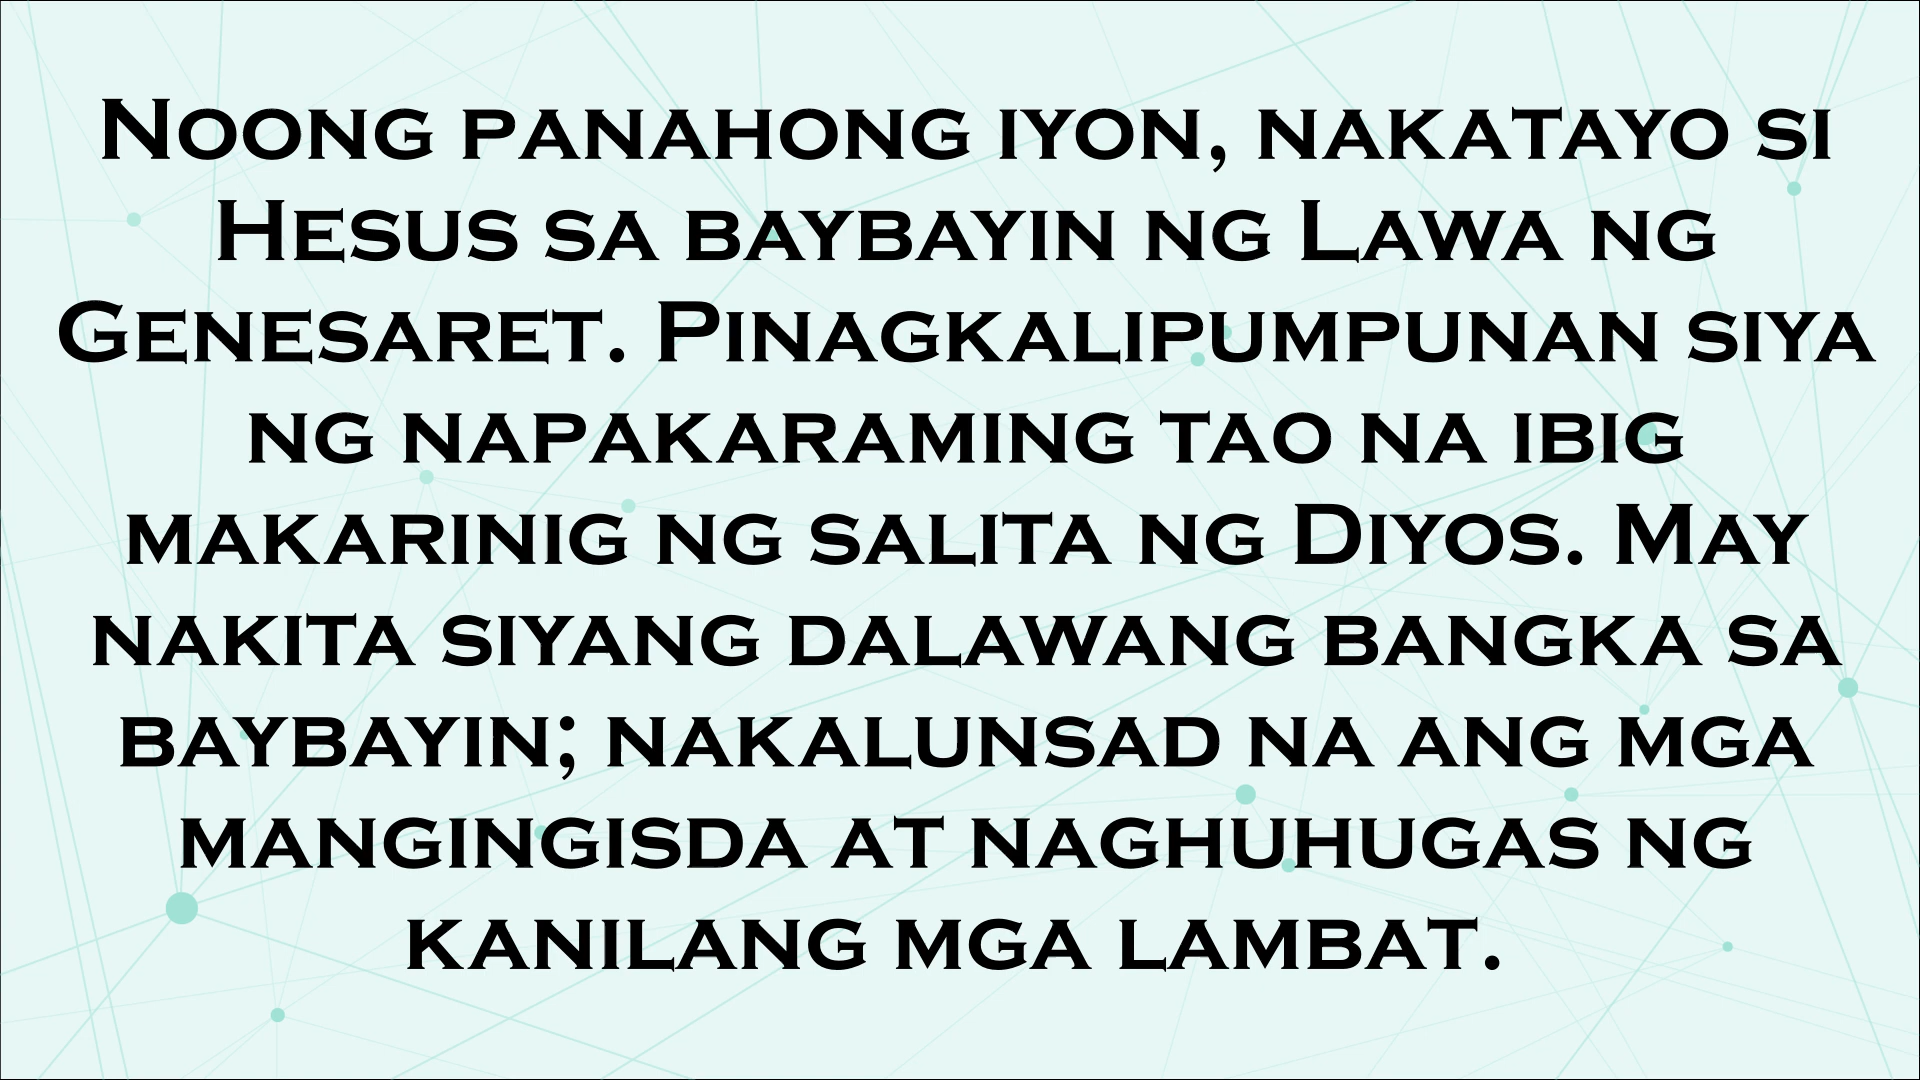 Noong panahong iyon, nakatayo si
Hesus sa baybayin ng Lawa ng
Genesaret. Pinagkalipumpunan siya
ng napakaraming tao na ibig
makarinig ng salita ng Diyos. May
nakita siyang dalawang bangka sa
baybayin; nakalunsad na ang mga
mangingisda at naghuhugas ng
kanilang mga lambat.